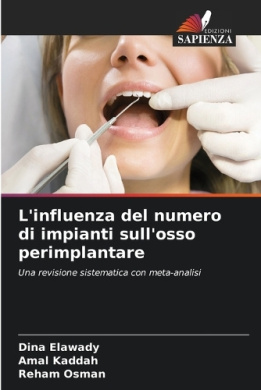 EDIZIONI
SAPIENZA
L'influenza del numero
di impianti sull'osso
perimplantare
Una revisione sistematica con meta-analisi
Dina Elawady
Amal Kaddah
Reham Osman